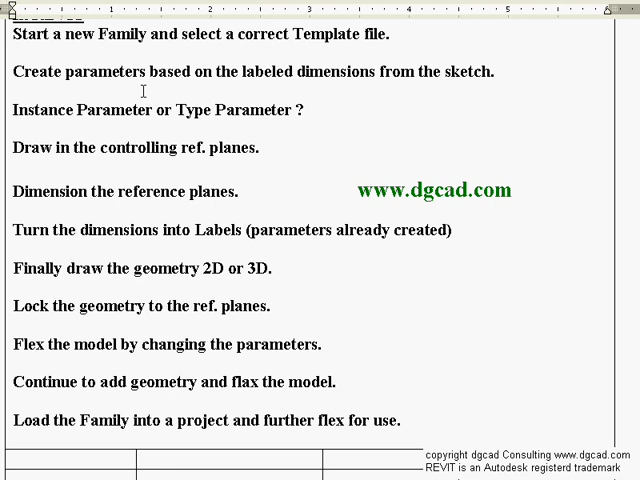 Start a new Family and select a correct Template file.
Create parameters based on the labeled dimensions from the sketch.
Instance Parameter or Type Parameter ?
Draw in the controlling ref. planes.
Dimension the reference planes.
www.dgcad.com
Turn the dimensions into Labels (parameters already created)
Finally draw the geometry 2D or 3D.
Lock the geometry to the ref. planes.
Flex the model by changing the parameters.
Continue to add geometry and flax the model.
Load the Family into a project and further flex for use.
copyright dgcad Consulting www.dgcad.com
REVIT is an Autodesk registerd trademark